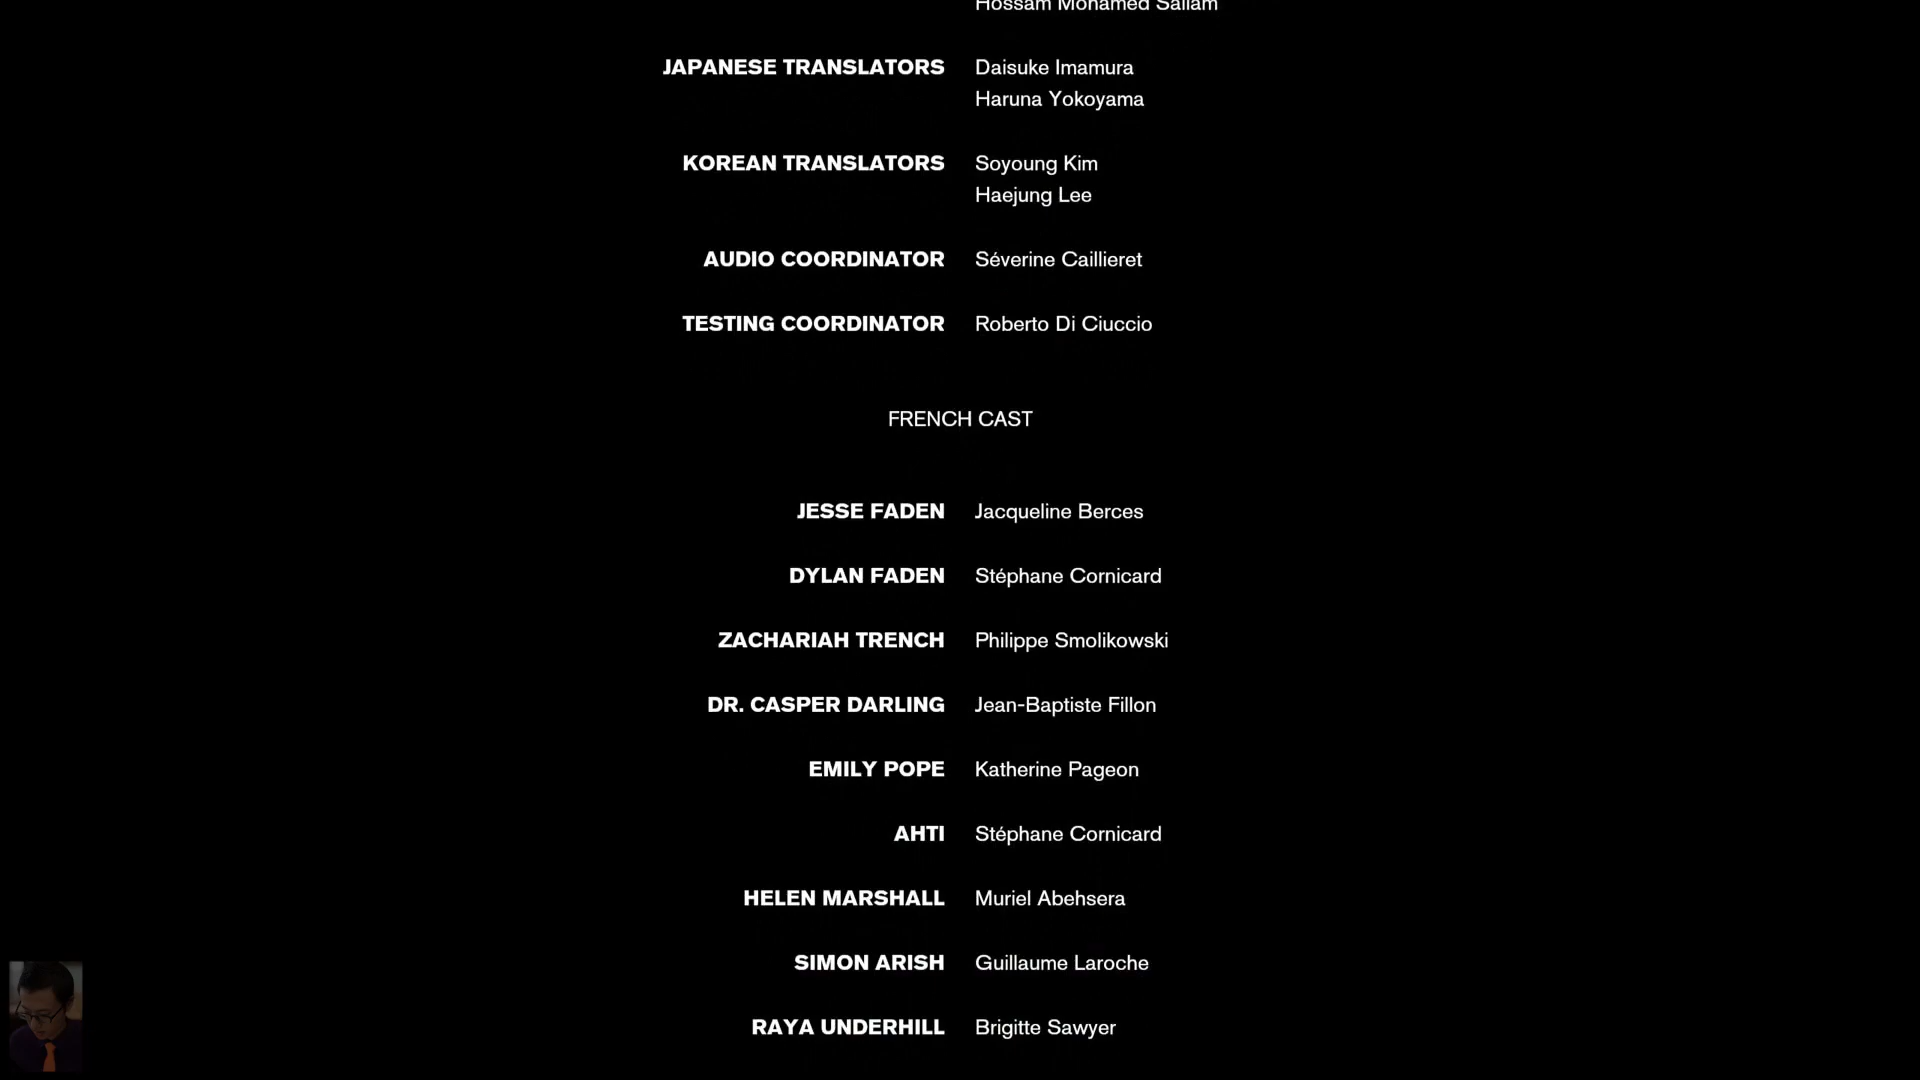 Hossam Mohamed Sallam
JAPANESE TRANSLATORS Daisuke Imamura
Haruna Yokoyama
KOREAN TRANSLATORS Soyoung Kim
Haejung Lee
AUDIO COORDINATOR Séverine Caillieret
TESTING COORDINATOR Roberto Di Ciuccio
FRENCH CAST
JESSE FADEN Jacqueline Berces
DYLAN FADEN Stéphane Cornicard
ZACHARIAH TRENCH Philippe Smolikowski
DR. CASPER DARLING Jean-Baptiste Fillon
EMILY POPE Katherine Pageon
AHTI Stéphane Cornicard
HELEN MARSHALL Muriel Abehsera
SIMON ARISH Guillaume Laroche
RAYA UNDERHILL Brigitte Sawyer